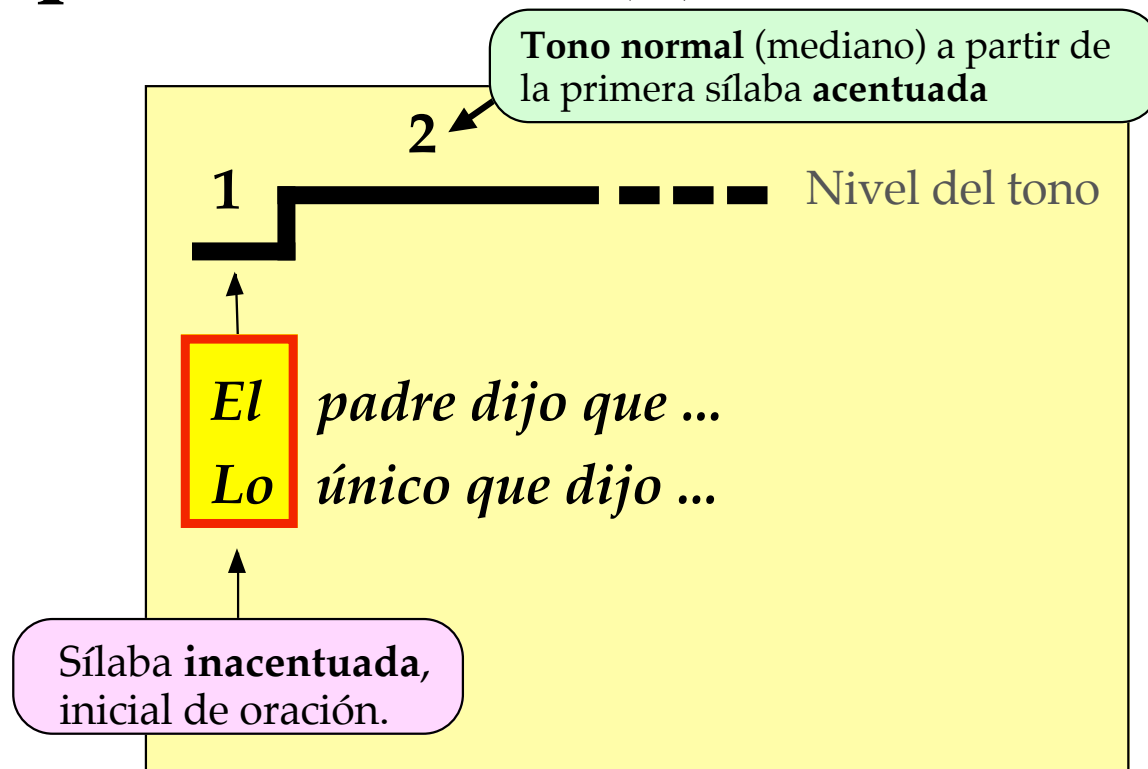 Tono normal (mediano) a partir de
la primera sílaba acentuada
2
1
Nivel del tono
El padre dijo que ...
Lo único que dijo ...
Sílaba inacentuada,
inicial de oración.